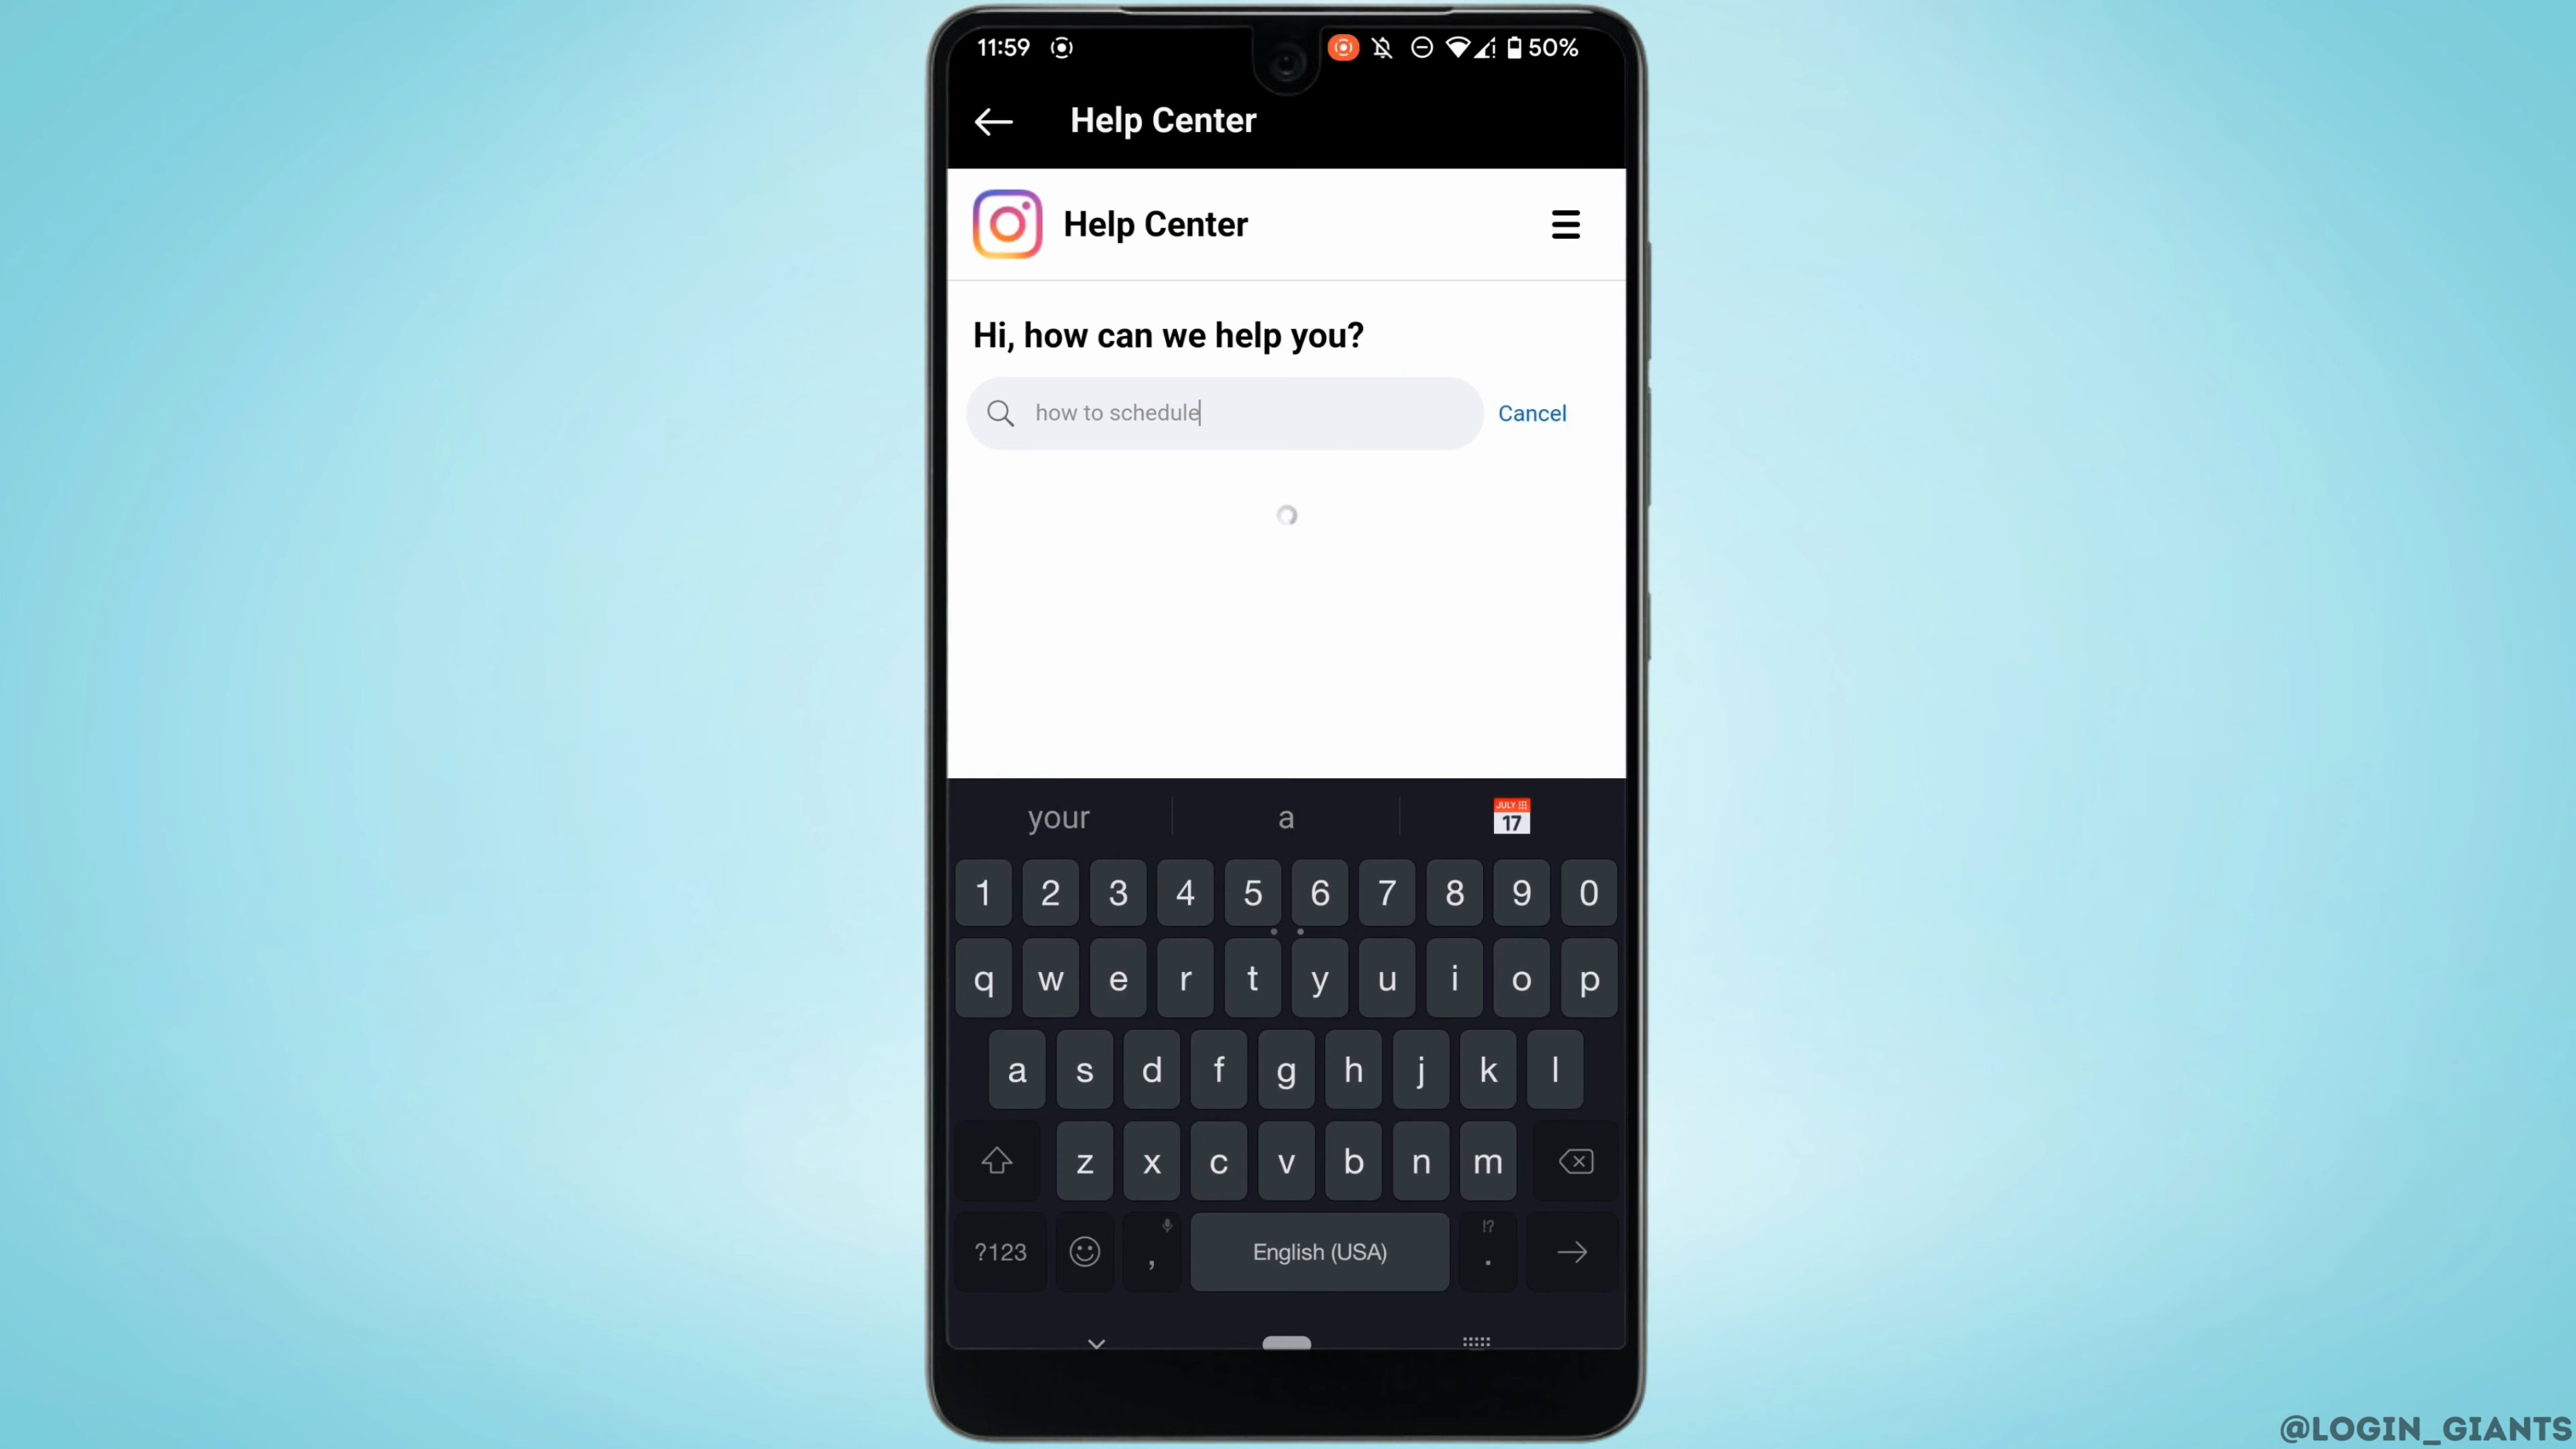 11:59 50%
Help Center
Help Center
Hi, how can we help you?
how to schedule
Cancel
your a JULY 17
1 2 3 4 5 6 7 8 9 0
q w e r t y u i o p
a s d f g h j k l
z x c v b n m
?123 , English (USA) !? .
@LOGIN_GIANTS